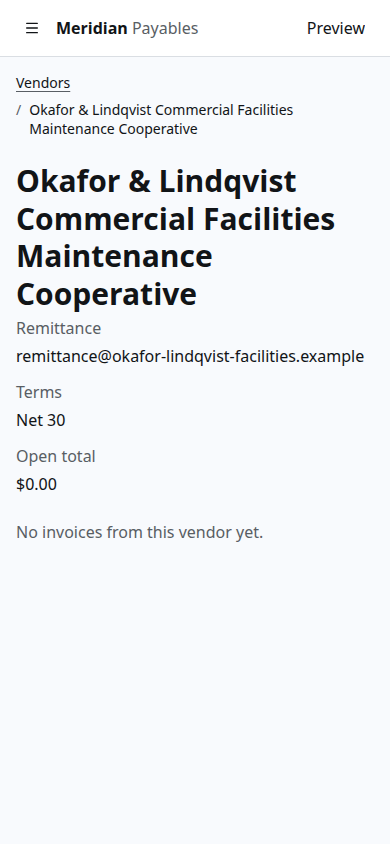 ☰ Meridian Payables Preview
Vendors
/ Okafor & Lindqvist Commercial Facilities
Maintenance Cooperative
Okafor & Lindqvist
Commercial Facilities
Maintenance
Cooperative
Remittance
remittance@okafor-lindqvist-facilities.example
Terms
Net 30
Open total
$0.00
No invoices from this vendor yet.